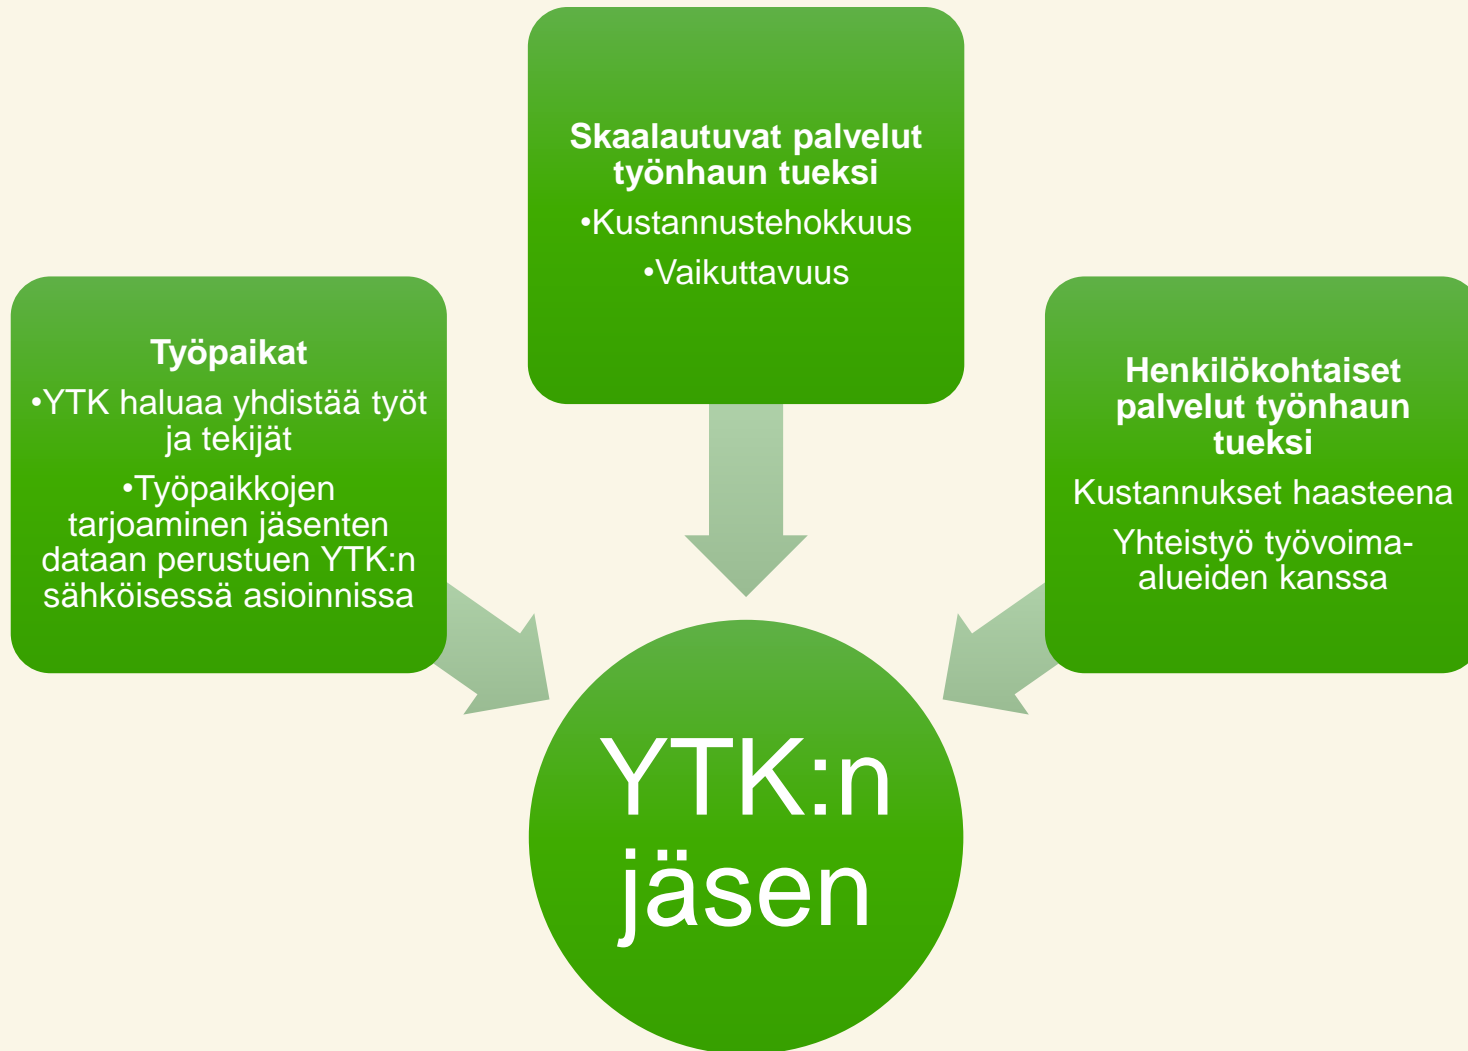 Skaalautuvat palvelut
työnhaun tueksi
•Kustannustehokkuus
•Vaikuttavuus
Työpaikat
•YTK haluaa yhdistää työt
ja tekijät
•Työpaikkojen
tarjoaminen jäsenten
dataan perustuen YTK:n
sähköisessä asioinnissa
Henkilökohtaiset
palvelut työnhaun
tueksi
Kustannukset haasteena
Yhteistyö työvoima-
alueiden kanssa
YTK:n
jäsen